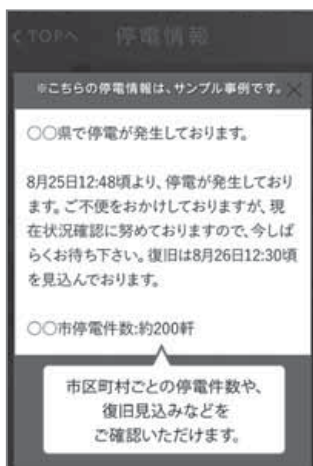 < TOPへ 停電情報
※こちらの停電情報は、サンプル事例です。
○○県で停電が発生しております。
8月25日12:48頃より、停電が発生しており
ます。ご不便をおかけしておりますが、現
在状況確認に努めておりますので、今しば
らくお待ち下さい。復旧は8月26日12:30頃
を見込んでおります。
○○市停電件数:約200軒
市区町村ごとの停電件数や、
復旧見込みなどを
ご確認いただけます。